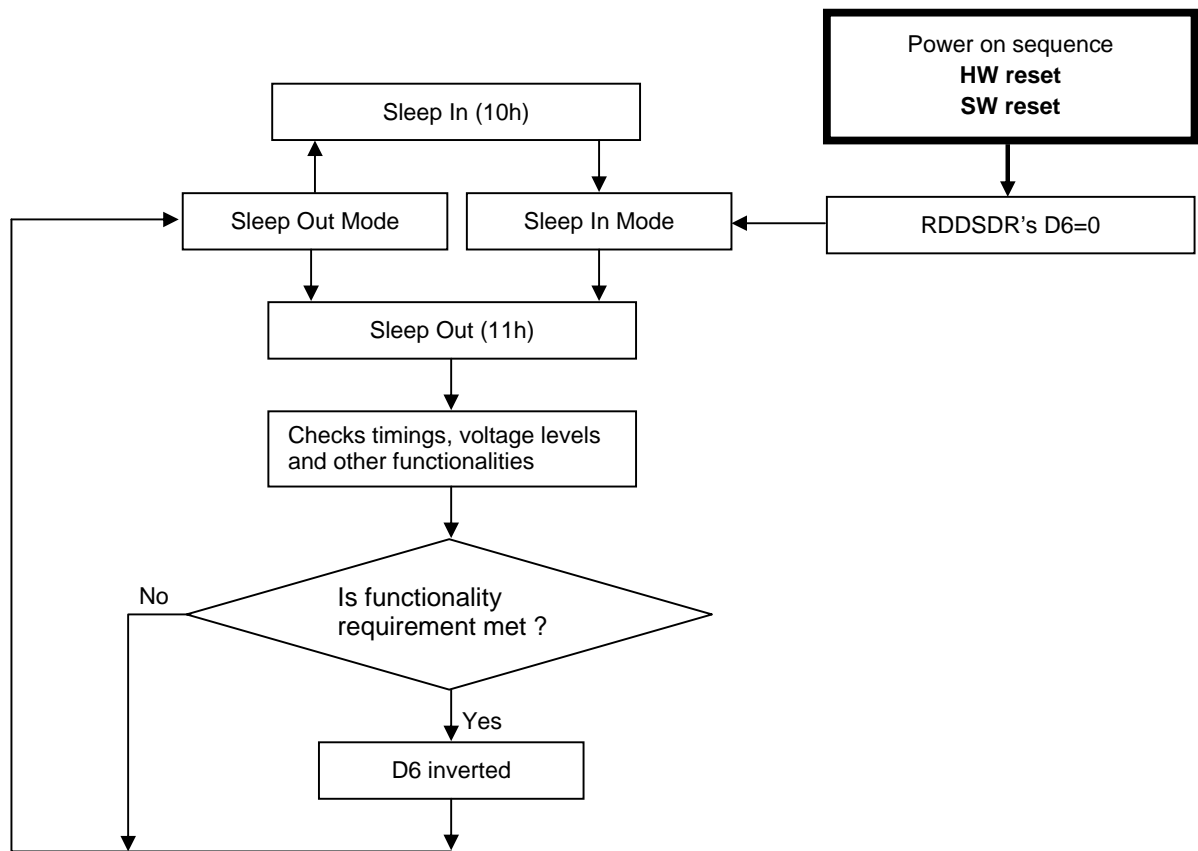 Power on sequence
HW reset
SW reset
Sleep In (10h)
Sleep Out Mode
Sleep In Mode
RDDSDR's D6=0
Sleep Out (11h)
Checks timings, voltage levels
and other functionalities
No
Is functionality
requirement met ?
Yes
D6 inverted